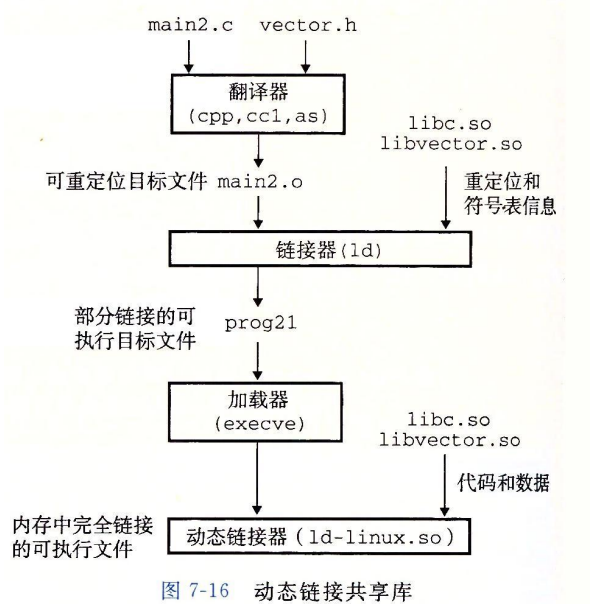 main2.c vector.h
翻译器
(cpp,cc1,as)
libc.so
libvector.so
可重定位目标文件 main2.o
重定位和
符号表信息
链接器(ld)
部分链接的可
执行目标文件
prog21
加载器
(execve)
libc.so
libvector.so
代码和数据
内存中完全链接
的可执行文件
动态链接器(ld-linux.so)
图 7-16 动态链接共享库